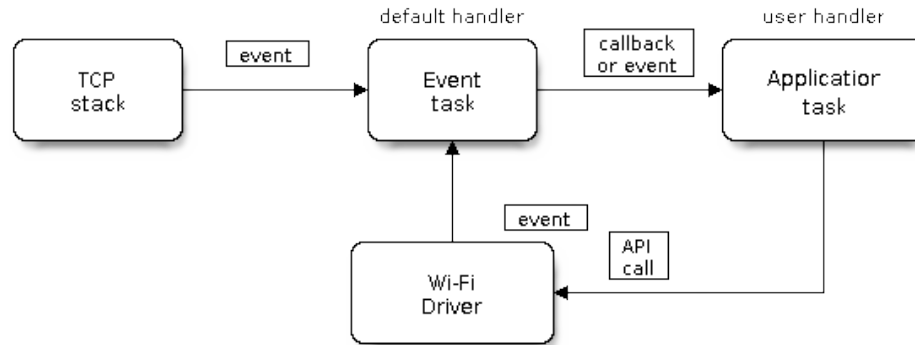 default handler
user handler
event
callback
or event
TCP
stack
Event
task
Application
task
event
API
call
Wi-Fi
Driver